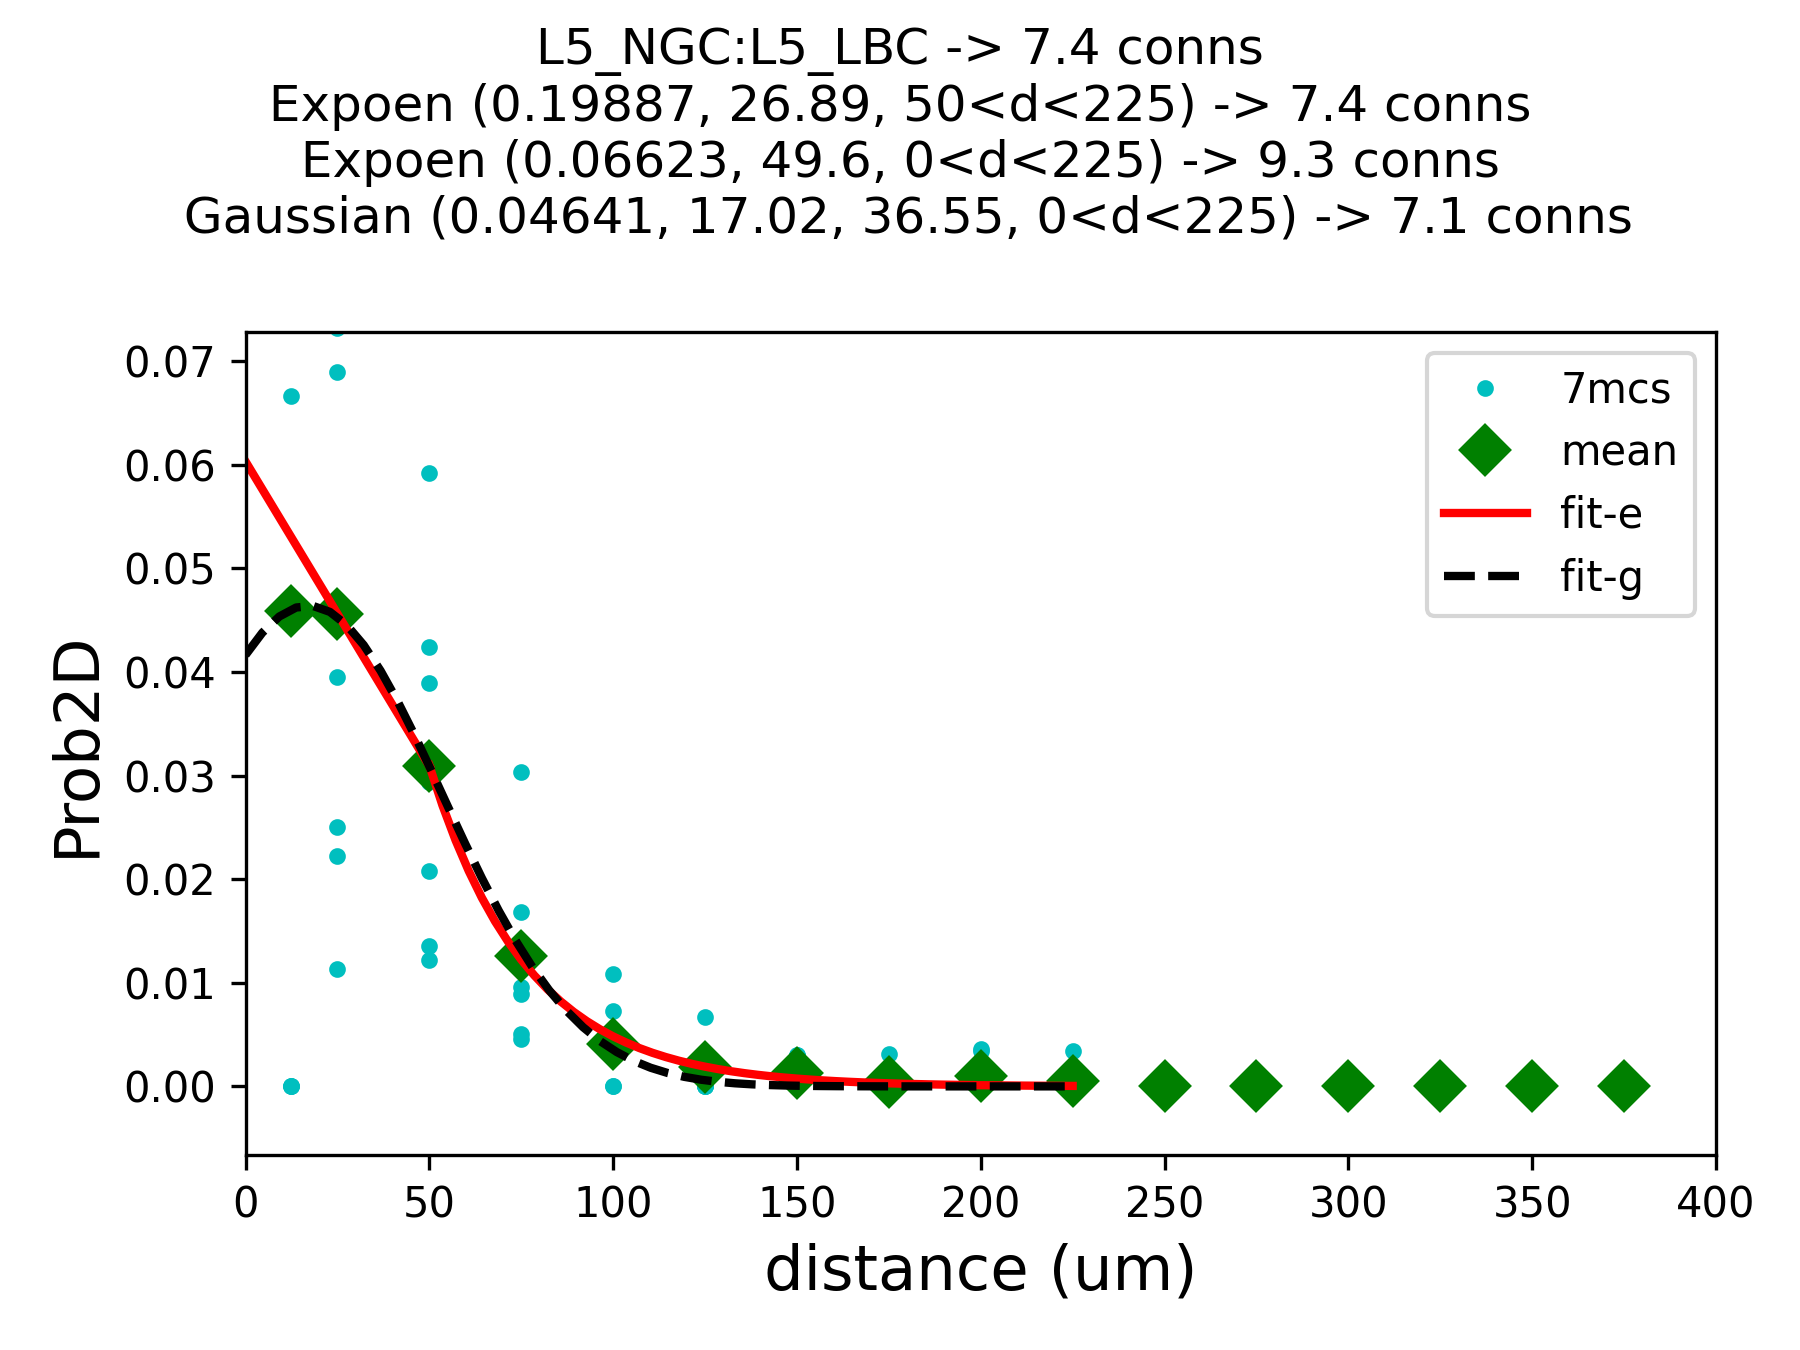 L5_NGC:L5_LBC -> 7.4 conns
Expoen (0.19887, 26.89, 50<d<225) -> 7.4 conns
Expoen (0.06623, 49.6, 0<d<225) -> 9.3 conns
Gaussian (0.04641, 17.02, 36.55, 0<d<225) -> 7.1 conns
0.07
0.06
0.05
0.04
0.03
0.02
0.01
0.00
Prob2D
7mcs
mean
fit-e
fit-g
0 50 100 150 200 250 300 350 400
distance (um)